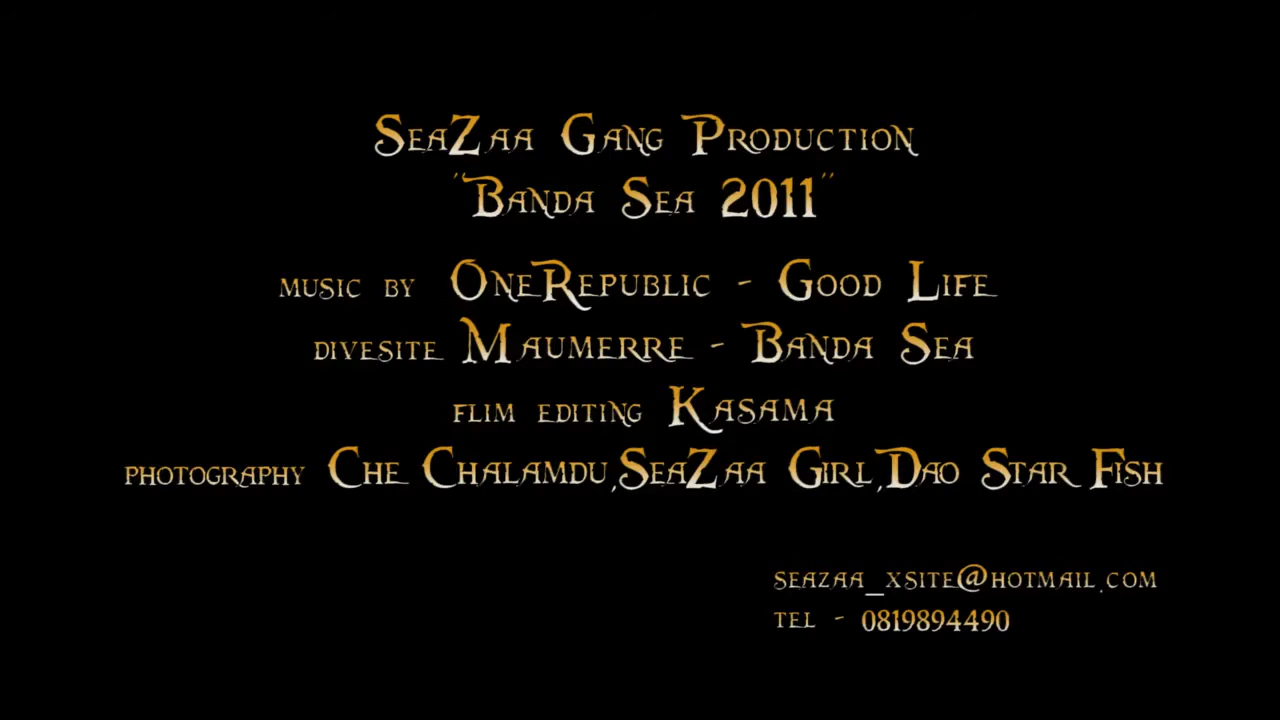 SeaZaa Gang Production
"Banda Sea 2011"
music by OneRepublic - Good Life
divesite Maumerre - Banda Sea
flim editing Kasama
photography Che Chalamdu,SeaZaa Girl,Dao Star Fish
seazaa_xsite@hotmail.com
tel - 0819894490